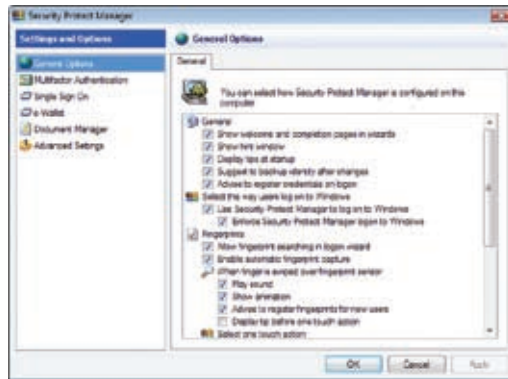 Security Protect Manager
Settings and Options
General Options
Multifactor Authentication
Single Sign On
e-Wallet
Document Manager
Advanced Settings
General Options
General
You can select how Security Protect Manager is configured on this
computer
General
Show welcome and completion pages in wizards
Show hint window
Display tips at startup
Suggest to backup identity after changes
Advise to register credentials on logon
Select the way users log on to Windows
Use Security Protect Manager to log on to Windows
Enforce Security Protect Manager logon to Windows
Fingerprints
Allow fingerprint searching in logon wizard
Enable automatic fingerprint capture
When finger is swiped over fingerprint sensor
Play sound
Show animation
Advise to register fingerprints for new users
Display tip before one touch action
Select one touch action
OK
Cancel
Apply